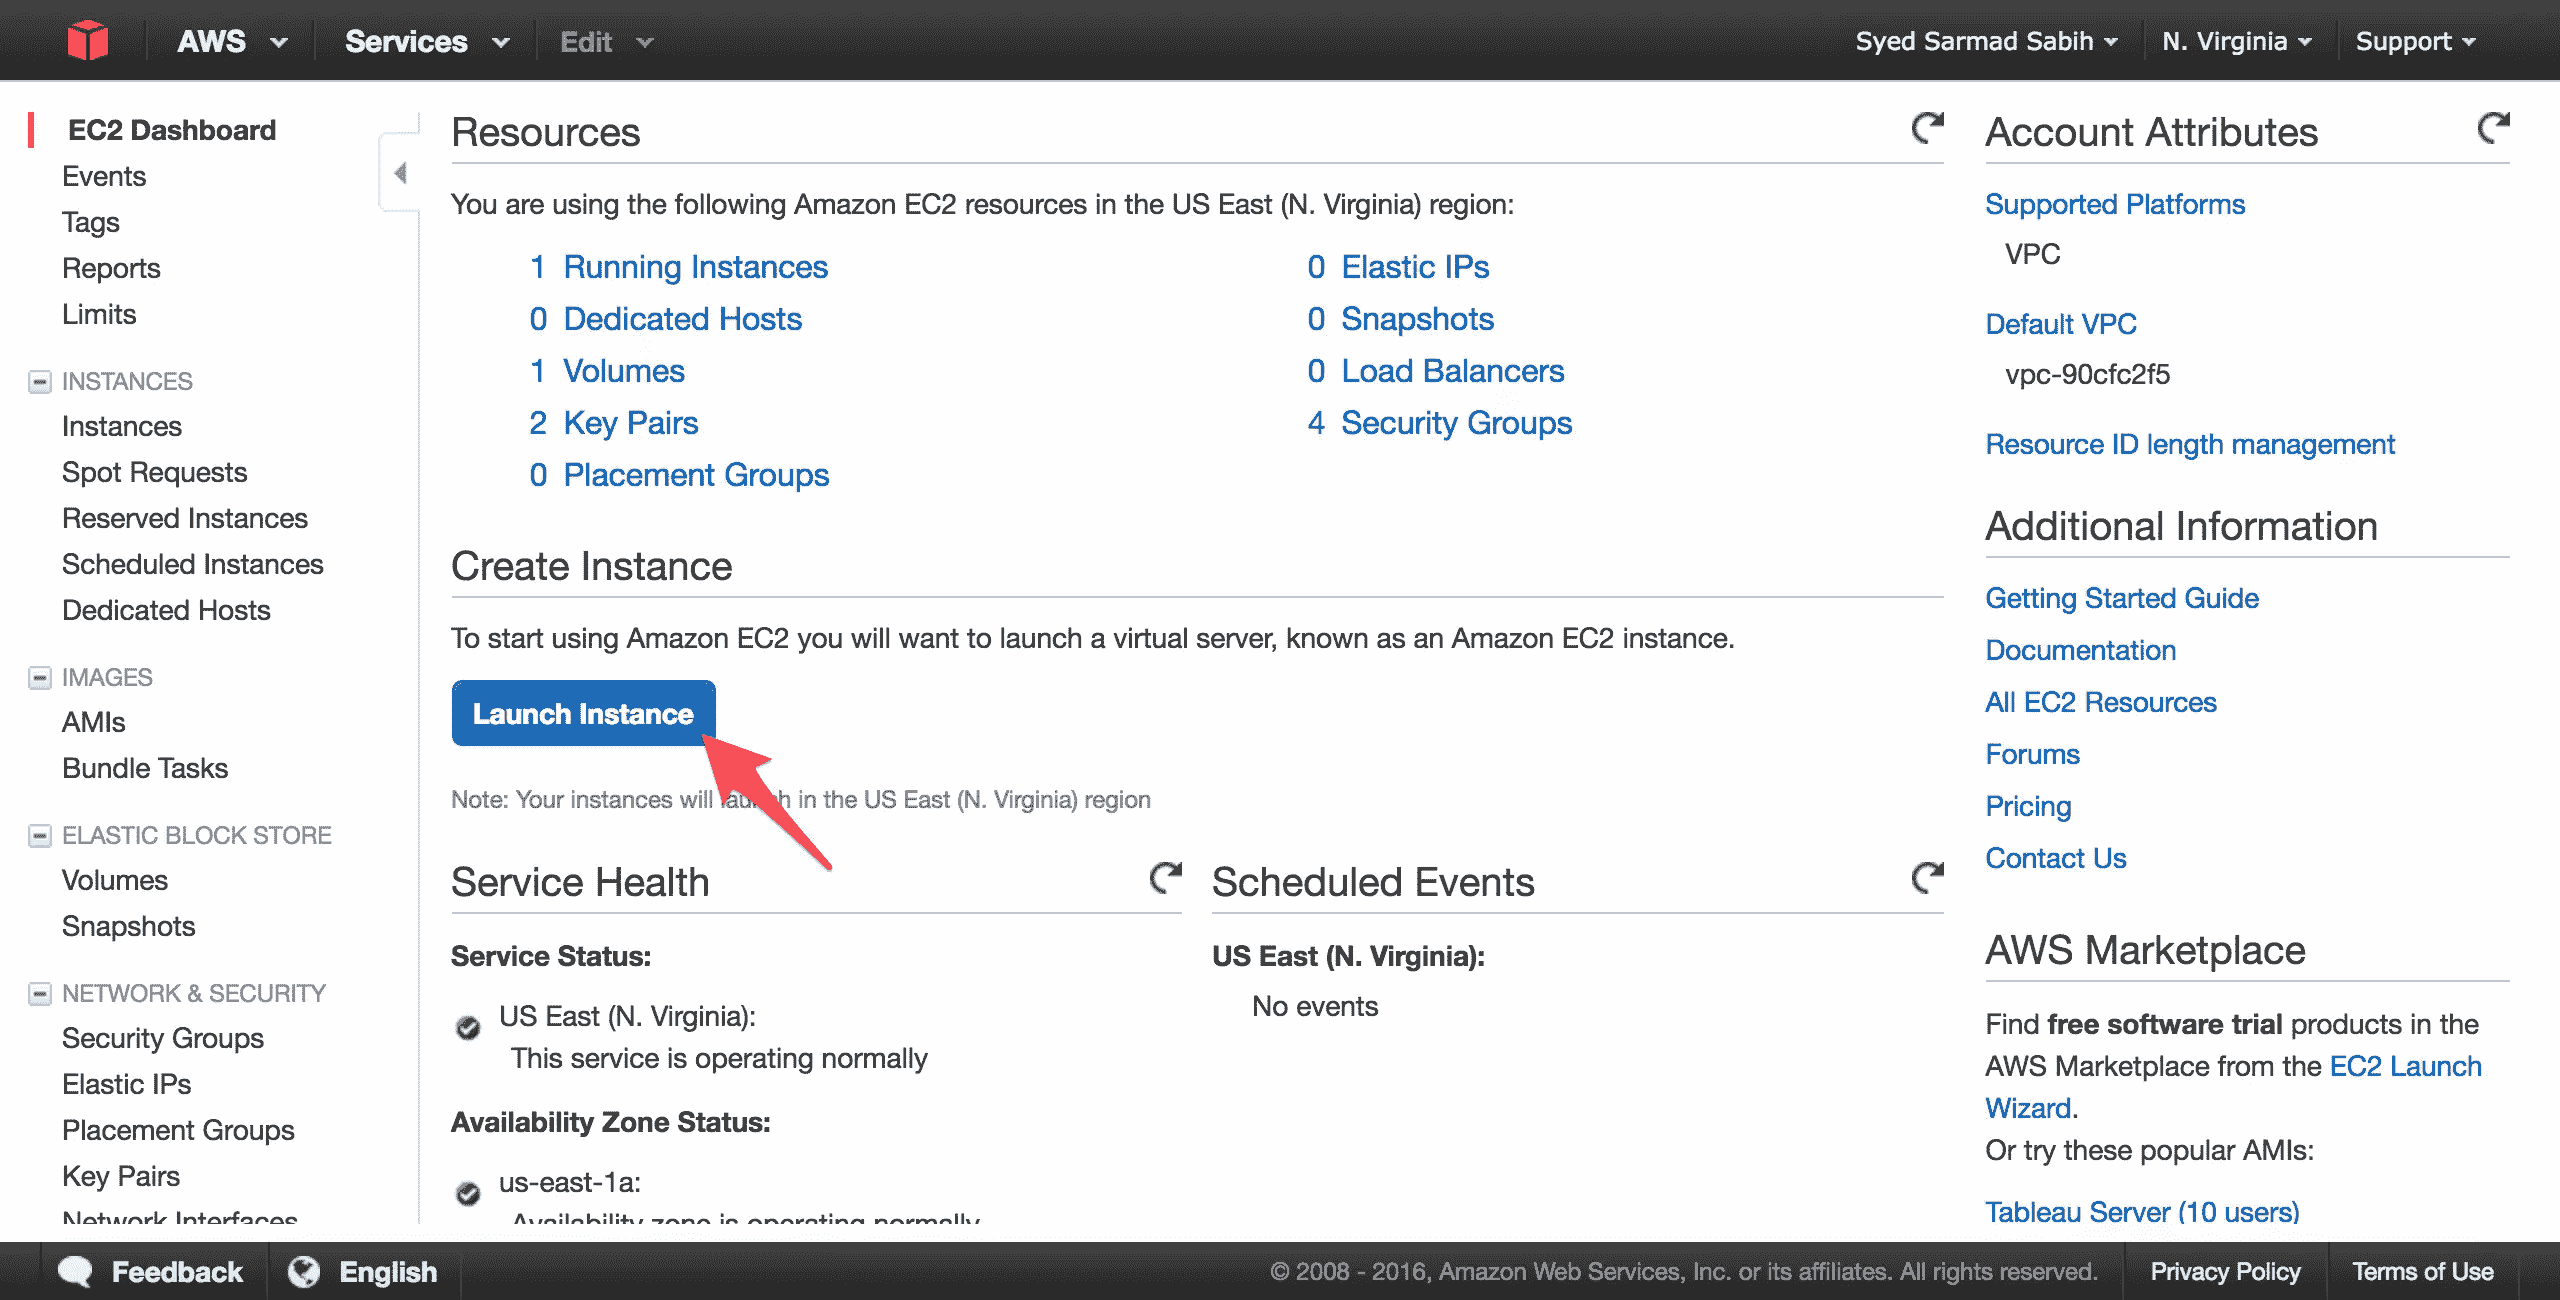 AWS Services Edit Syed Sarmad Sabih N. Virginia Support
EC2 Dashboard
Events
Tags
Reports
Limits
INSTANCES
Instances
Spot Requests
Reserved Instances
Scheduled Instances
Dedicated Hosts
IMAGES
AMIs
Bundle Tasks
ELASTIC BLOCK STORE
Volumes
Snapshots
NETWORK & SECURITY
Security Groups
Elastic IPs
Placement Groups
Key Pairs
Network Interfaces
Resources
You are using the following Amazon EC2 resources in the US East (N. Virginia) region:
1 Running Instances
0 Dedicated Hosts
1 Volumes
2 Key Pairs
0 Placement Groups
0 Elastic IPs
0 Snapshots
0 Load Balancers
4 Security Groups
Create Instance
To start using Amazon EC2 you will want to launch a virtual server, known as an Amazon EC2 instance.
Launch Instance
Note: Your instances will launch in the US East (N. Virginia) region
Service Health
Service Status:
US East (N. Virginia):
This service is operating normally
Availability Zone Status:
us-east-1a:
Availability zone is operating normally
Scheduled Events
US East (N. Virginia):
No events
Account Attributes
Supported Platforms
VPC
Default VPC
vpc-90cfc2f5
Resource ID length management
Additional Information
Getting Started Guide
Documentation
All EC2 Resources
Forums
Pricing
Contact Us
AWS Marketplace
Find free software trial products in the
AWS Marketplace from the EC2 Launch
Wizard.
Or try these popular AMIs:
Tableau Server (10 users)
Feedback English © 2008 - 2016, Amazon Web Services, Inc. or its affiliates. All rights reserved. Privacy Policy Terms of Use